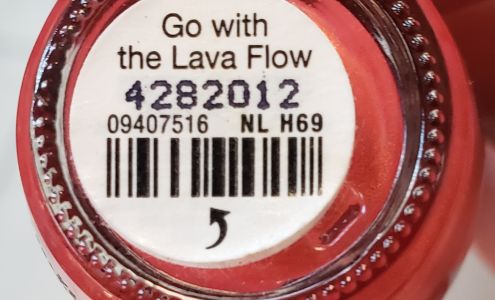 Go with
the Lava Flow
4282012
09407516 NL H69